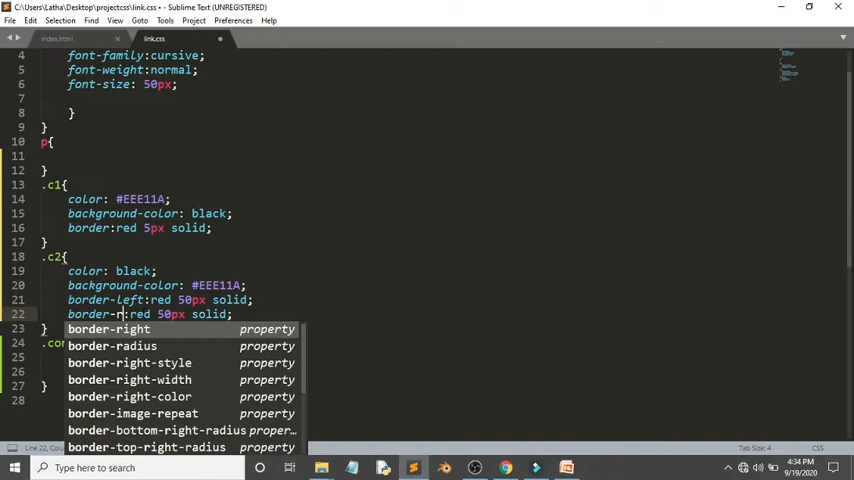 C:\Users\Latha\Desktop\projectcss\link.css • - Sublime Text (UNREGISTERED)
File Edit Selection Find View Goto Tools Project Preferences Help
index.html link.css
4 font-family:cursive;
5 font-weight:normal;
6 font-size: 50px;
7
8 }
9 }
10 p{
11
12 }
13 .c1{
14 color: #EEE11A;
15 background-color: black;
16 border:red 5px solid;
17 }
18 .c2{
19 color: black;
20 background-color: #EEE11A;
21 border-left:red 50px solid;
22 border-r:red 50px solid;
23 }
border-right property
24 .con
border-radius property
25
border-right-style property
26
border-right-width property
27 }
border-right-color property
28
border-image-repeat property
border-bottom-right-radius proper…
border-top-right-radius property
Line 22, Tab Size: 4 CSS
Type here to search
4:34 PM
9/19/2020